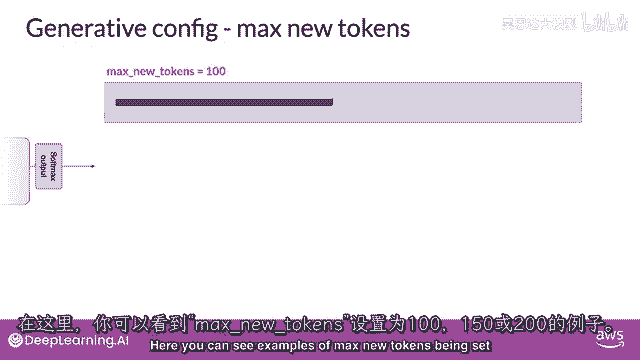 Generative config - max new tokens
max_new_tokens = 100
Softmax
output
在这里，你可以看到“max_new_tokens”设置为100，150或200的例子。
DeepLearning.AI
Here you can see examples of max new tokens being set
aws